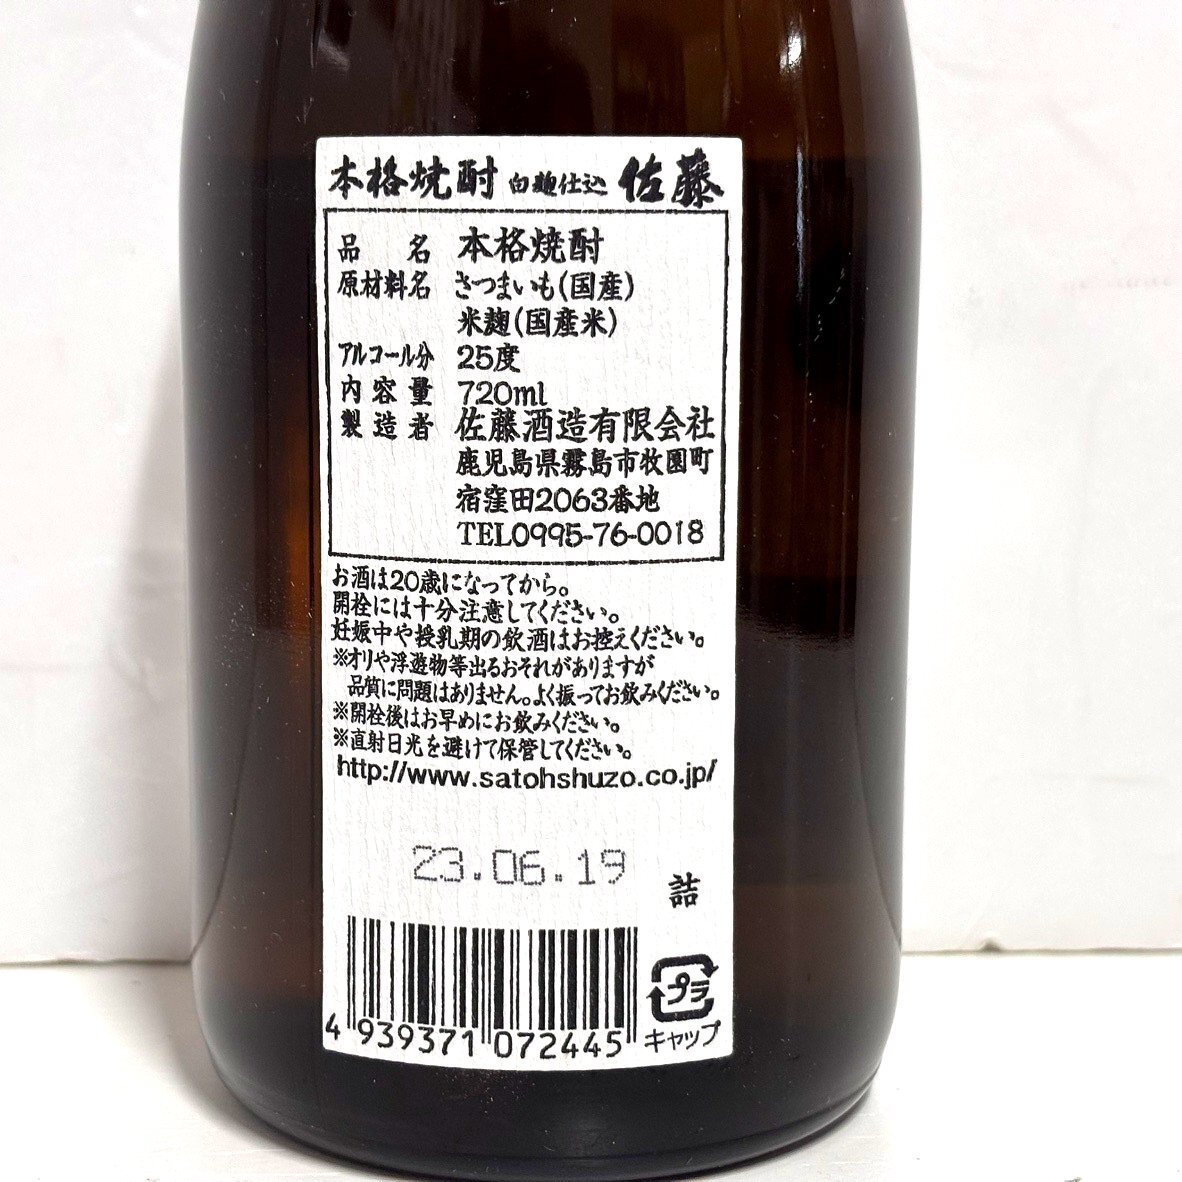 本格焼酎 白麹仕込 佐藤
品名 本格焼酎
原材料名 さつまいも(国産)
米麹(国産米)
アルコール分 25度
内容量 720ml
製造者 佐藤酒造有限会社
鹿児島県霧島市牧園町
宿窪田2063番地
TEL0995-76-0018
お酒は20歳になってから。
開栓には十分注意してください。
妊娠中や授乳期の飲酒はお控えください。
※オリや浮遊物等出るおそれがありますが
品質に問題はありません。よく振ってお飲みください。
※開栓後はお早めにお飲みください。
※直射日光を避けて保管してください。
http://www.satohshuzo.co.jp/
23.06.19
詰
4 939371 072445
プラ
キャップ